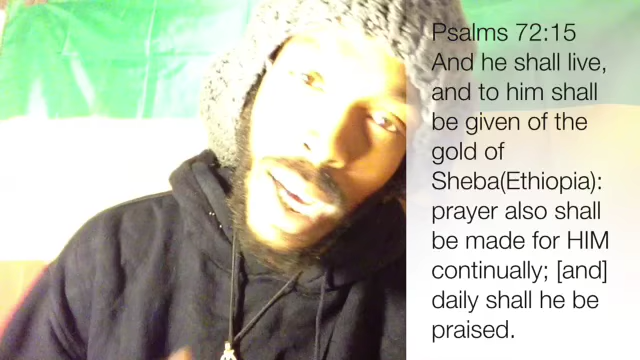 Psalms 72:15
And he shall live,
and to him shall
be given of the
gold of
Sheba(Ethiopia):
prayer also shall
be made for HIM
continually; [and]
daily shall he be
praised.